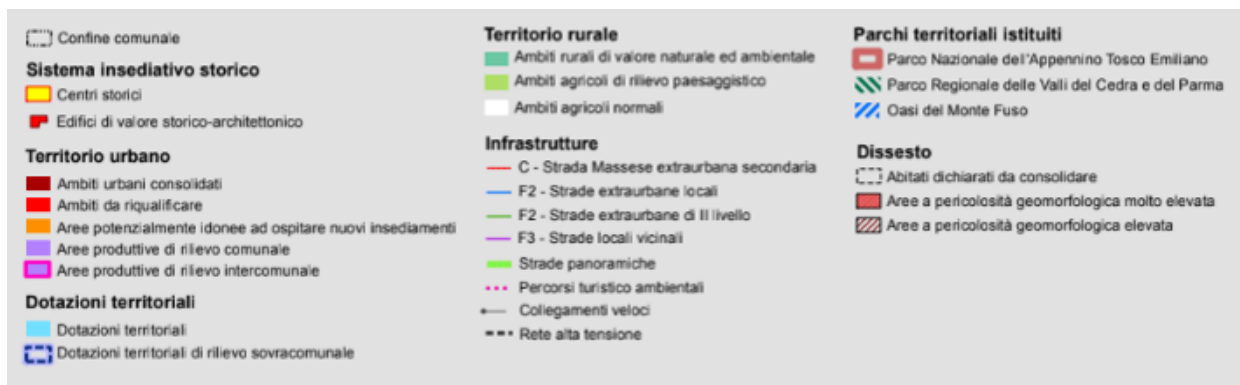 Confine comunale
Sistema insediativo storico
Centri storici
Edifici di valore storico-architettonico
Territorio urbano
Ambiti urbani consolidati
Ambiti da riqualificare
Aree potenzialmente idonee ad ospitare nuovi insediamenti
Aree produttive di rilievo comunale
Aree produttive di rilievo intercomunale
Dotazioni territoriali
Dotazioni territoriali
Dotazioni territoriali di rilievo sovracomunale
Territorio rurale
Ambiti rurali di valore naturale ed ambientale
Ambiti agricoli di rilievo paesaggistico
Ambiti agricoli normali
Infrastrutture
C - Strada Massese extraurbana secondaria
F2 - Strade extraurbane locali
F2 - Strade extraurbane di II livello
F3 - Strade locali vicinali
Strade panoramiche
Percorsi turistico ambientali
Collegamenti veloci
Rete alta tensione
Parchi territoriali istituiti
Parco Nazionale del'Appennino Tosco Emiliano
Parco Regionale delle Valli del Cedra e del Parma
Oasi del Monte Fuso
Dissesto
Abitati dichiarati da consolidare
Aree a pericolosità geomorfologica molto elevata
Aree a pericolosità geomorfologica elevata